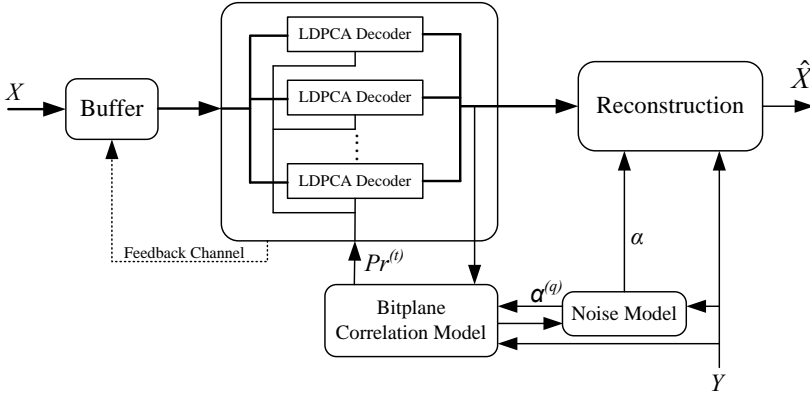 LDPCA Decoder
X
Buffer
LDPCA Decoder
Reconstruction
X̂
LDPCA Decoder
Feedback Channel
Pr(t)
α
α(q)
Bitplane
Correlation Model
Noise Model
Y